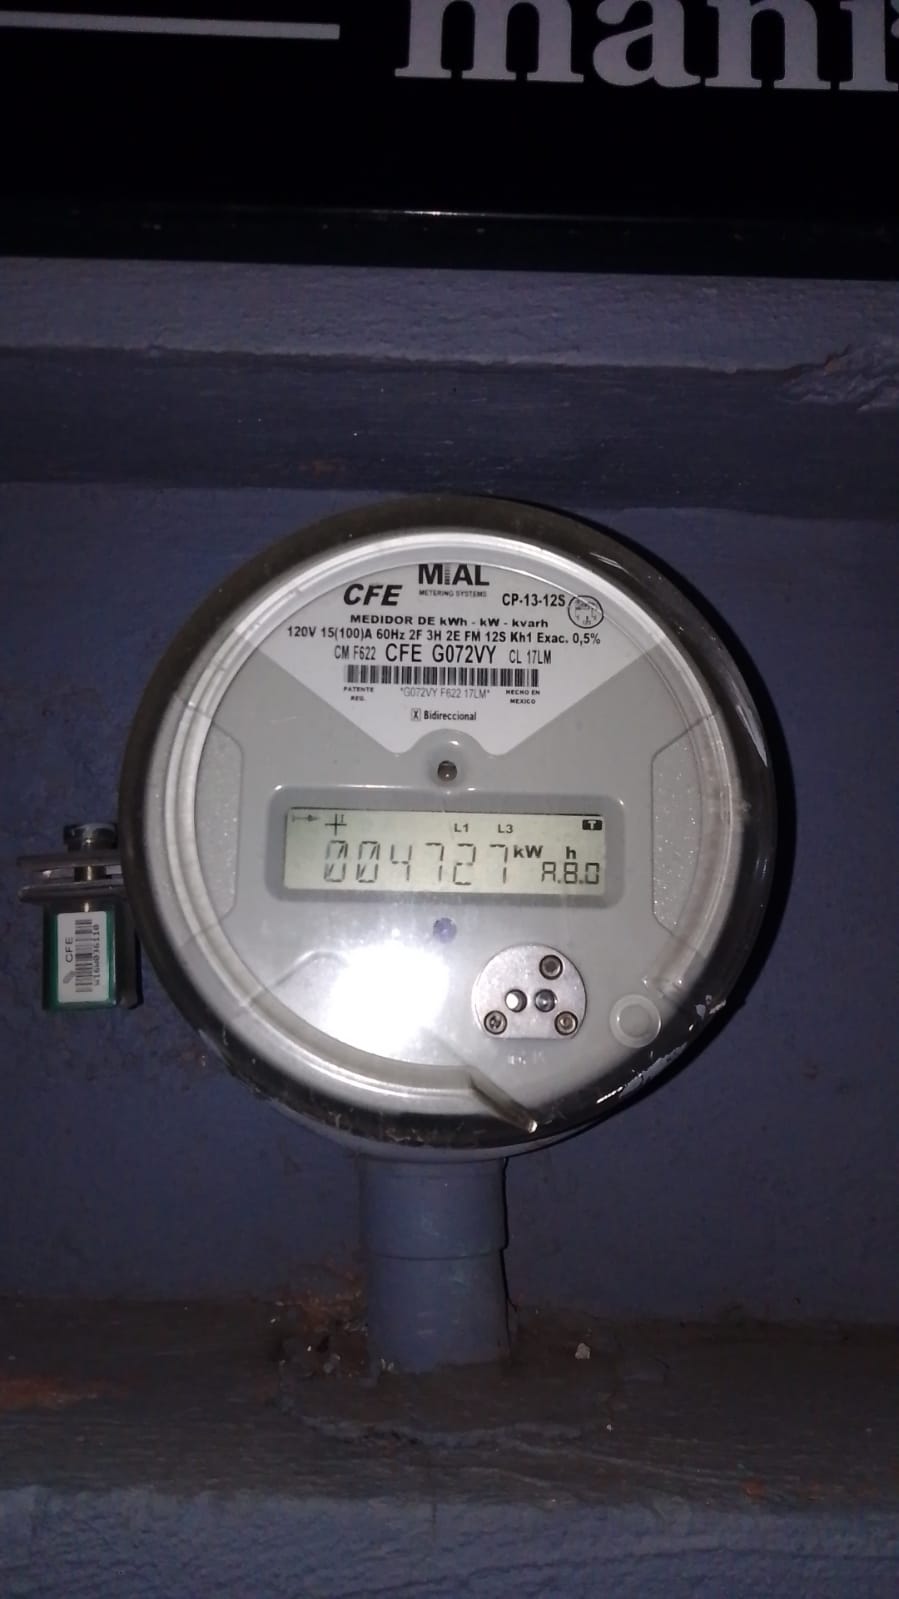 mani
MIAL
METERING SYSTEMS
CFE
CP-13-12S
MEDIDOR DE kWh - kW - kvarh
120V 15(100)A 60Hz 2F 3H 2E FM 12S Kh1 Exac. 0,5%
CM F622 CFE G072VY CL 17LM
PATENTE REG.
*G072VY F622 17LM*
HECHO EN MEXICO
X Bidireccional
L1 L3 T
004727 kW h A.8.0
CFE